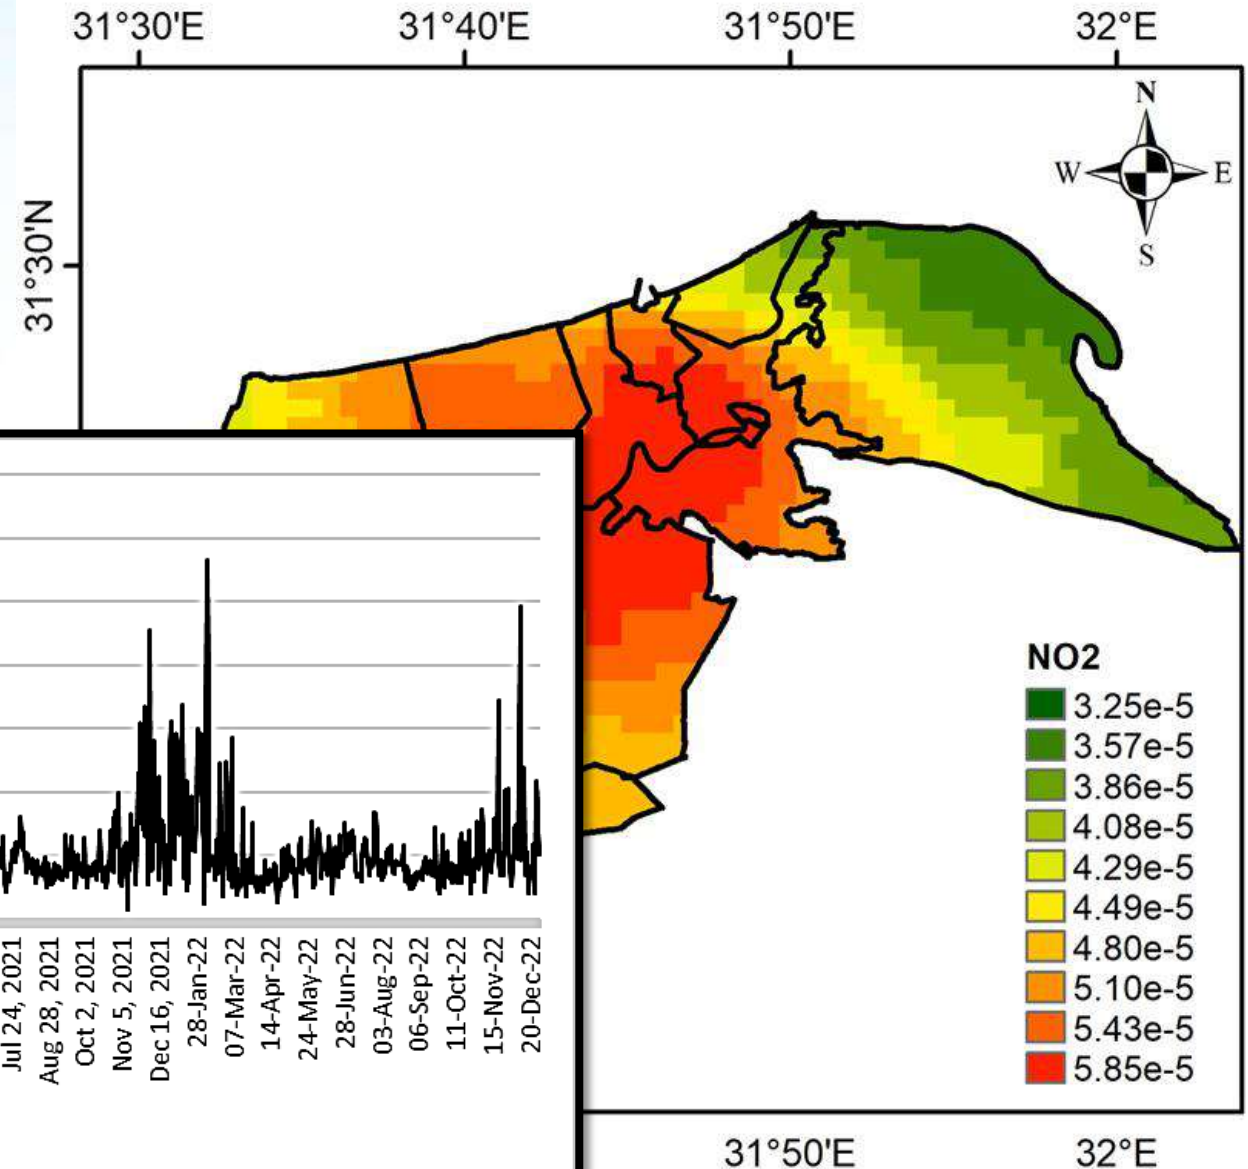 31°30'E 31°40'E 31°50'E 32°E
N
W E
S
31°30'N
NO2
3.25e-5
3.57e-5
3.86e-5
4.08e-5
4.29e-5
4.49e-5
4.80e-5
5.10e-5
5.43e-5
5.85e-5
Jul 24, 2021
Aug 28, 2021
Oct 2, 2021
Nov 5, 2021
Dec 16, 2021
28-Jan-22
07-Mar-22
14-Apr-22
24-May-22
28-Jun-22
03-Aug-22
06-Sep-22
11-Oct-22
15-Nov-22
20-Dec-22
31°50'E 32°E